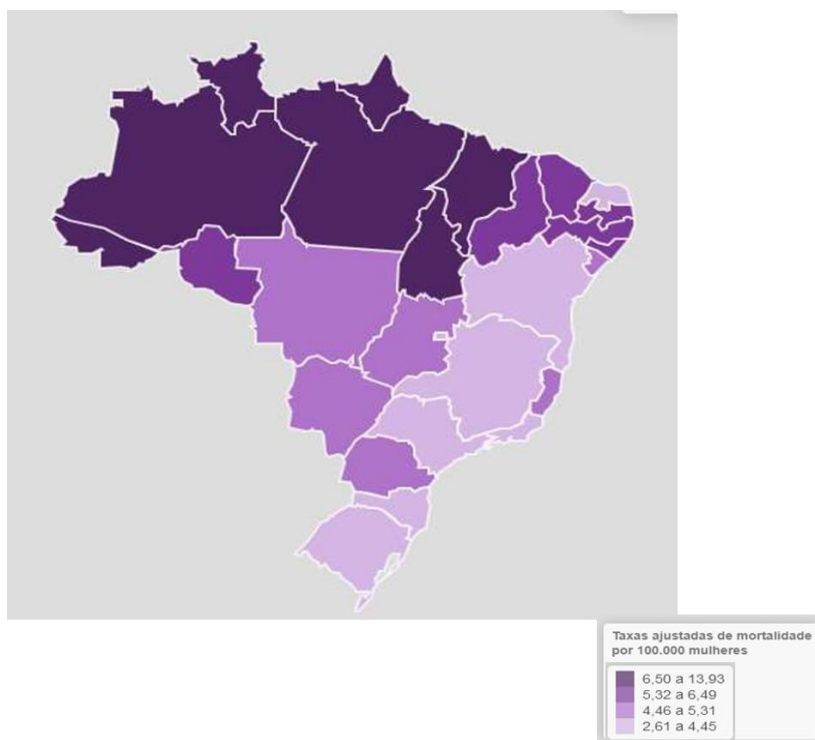 Taxas ajustadas de mortalidade
por 100.000 mulheres
6,50 a 13,93
5,32 a 6,49
4,46 a 5,31
2,61 a 4,45